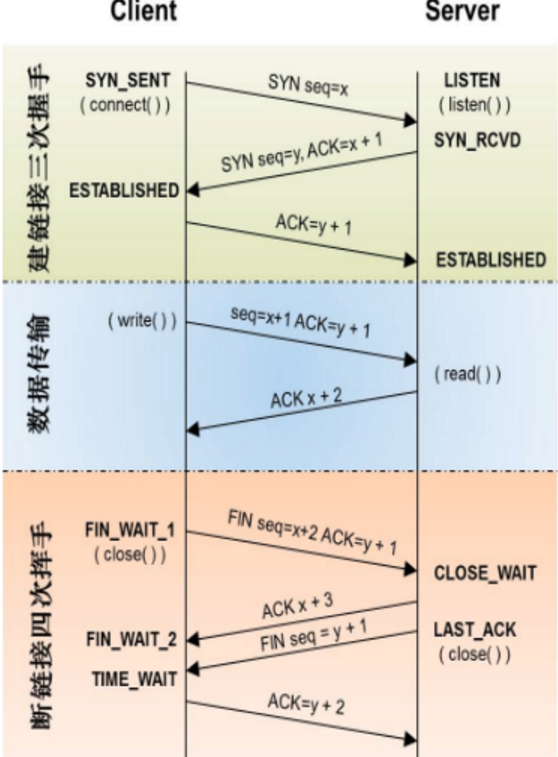 Client Server
建链接三次握手
SYN_SENT
( connect( ) )
SYN seq=x
LISTEN
( listen( ) )
SYN_RCVD
SYN seq=y, ACK=x + 1
ESTABLISHED
ACK=y + 1
ESTABLISHED
数据传输
( write( ) )
seq=x+1 ACK=y + 1
( read( ) )
ACK x + 2
断链接四次挥手
FIN_WAIT_1
( close( ) )
FIN seq=x+2 ACK=y + 1
CLOSE_WAIT
ACK x + 3
FIN_WAIT_2
FIN seq = y + 1
LAST_ACK
( close( ) )
TIME_WAIT
ACK=y + 2